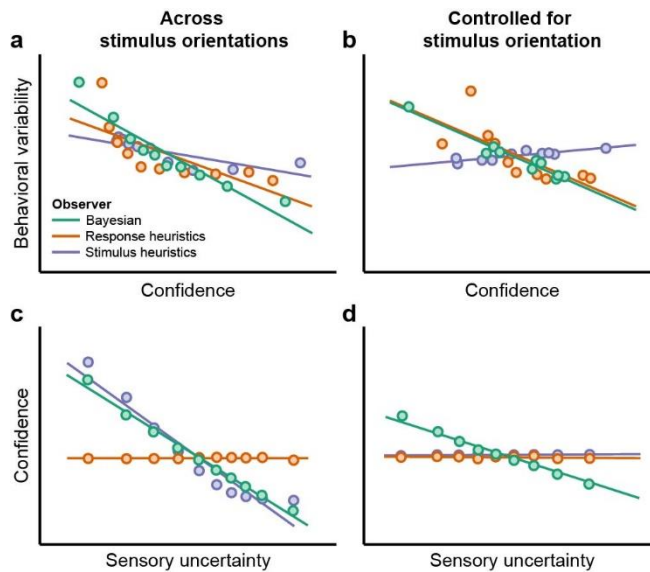 Across
stimulus orientations
Controlled for
stimulus orientation
a
b
Behavioral variability
Observer
Bayesian
Response heuristics
Stimulus heuristics
Confidence
Confidence
c
d
Confidence
Sensory uncertainty
Sensory uncertainty